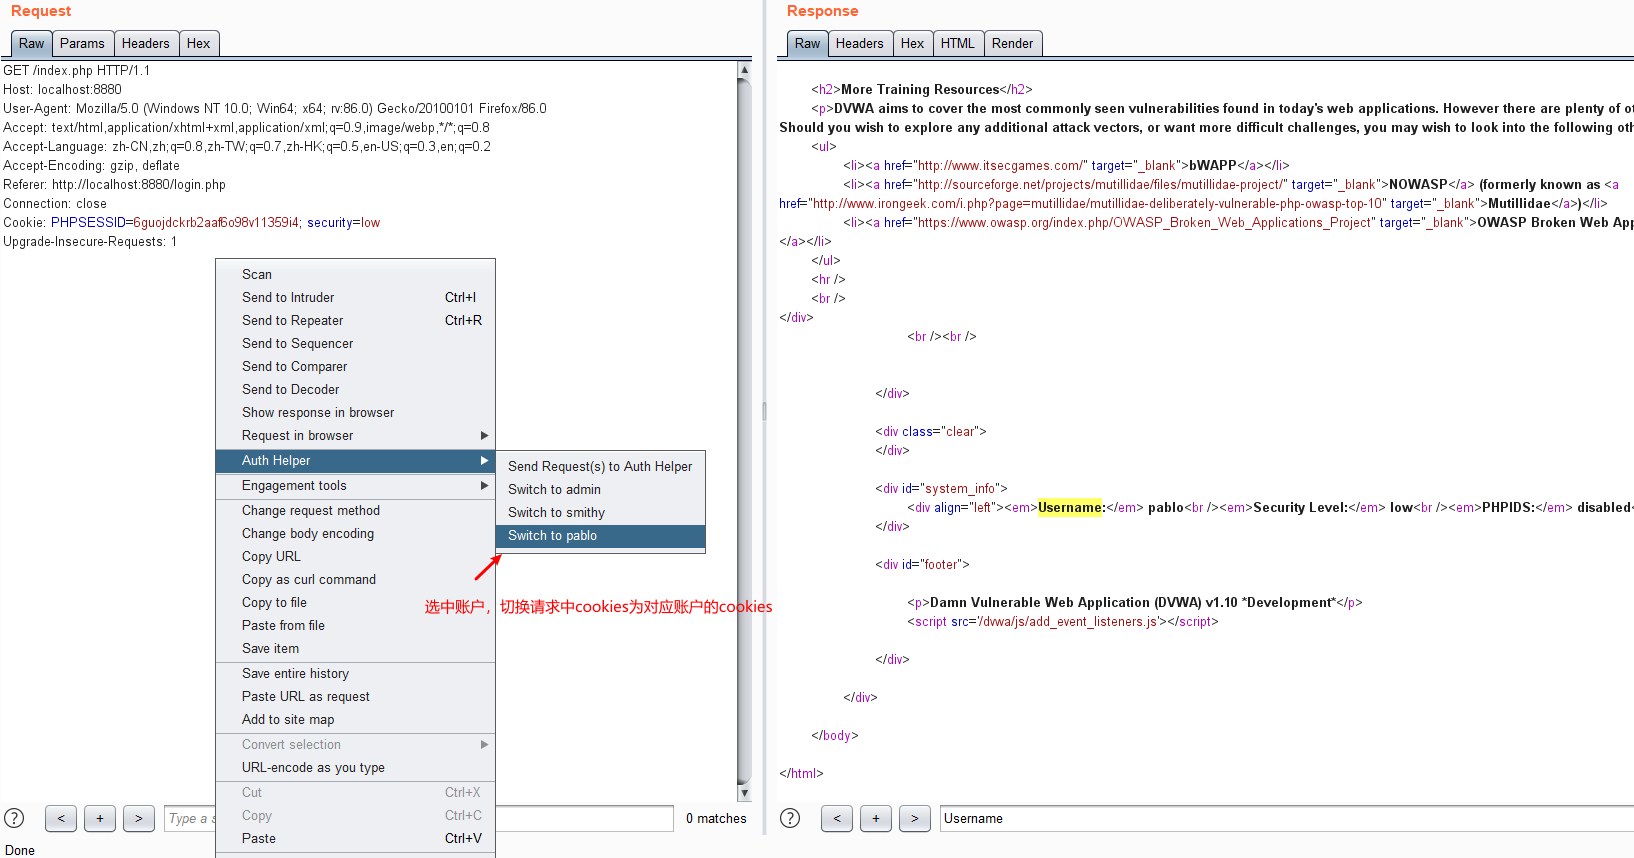 Request
Raw
Params
Headers
Hex
GET /index.php HTTP/1.1
Host: localhost:8880
User-Agent: Mozilla/5.0 (Windows NT 10.0; Win64; x64; rv:86.0) Gecko/20100101 Firefox/86.0
Accept: text/html,application/xhtml+xml,application/xml;q=0.9,image/webp,*/*;q=0.8
Accept-Language: zh-CN,zh;q=0.8,zh-TW;q=0.7,zh-HK;q=0.5,en-US;q=0.3,en;q=0.2
Accept-Encoding: gzip, deflate
Referer: http://localhost:8880/login.php
Connection: close
Cookie: PHPSESSID=6guojdckrb2aaf6o98v11359i4; security=low
Upgrade-Insecure-Requests: 1
Scan
Send to Intruder Ctrl+I
Send to Repeater Ctrl+R
Send to Sequencer
Send to Comparer
Send to Decoder
Show response in browser
Request in browser
Auth Helper
Engagement tools
Change request method
Change body encoding
Copy URL
Copy as curl command
Copy to file
Paste from file
Save item
Save entire history
Paste URL as request
Add to site map
Convert selection
URL-encode as you type
Cut Ctrl+X
Copy Ctrl+C
Paste Ctrl+V
Send Request(s) to Auth Helper
Switch to admin
Switch to smithy
Switch to pablo
选中账户，切换请求中cookies为对应账户的cookies
? < + > Type a s
0 matches
Done
Response
Raw
Headers
Hex
HTML
Render
<h2>More Training Resources</h2>
<p>DVWA aims to cover the most commonly seen vulnerabilities found in today's web applications. However there are plenty of ot
Should you wish to explore any additional attack vectors, or want more difficult challenges, you may wish to look into the following oth
<ul>
<li><a href="http://www.itsecgames.com/" target="_blank">bWAPP</a></li>
<li><a href="http://sourceforge.net/projects/mutillidae/files/mutillidae-project/" target="_blank">NOWASP</a> (formerly known as <a
href="http://www.irongeek.com/i.php?page=mutillidae/mutillidae-deliberately-vulnerable-php-owasp-top-10" target="_blank">Mutillidae</a>)</li>
<li><a href="https://www.owasp.org/index.php/OWASP_Broken_Web_Applications_Project" target="_blank">OWASP Broken Web App
</a></li>
</ul>
<hr />
<br />
</div>
<br /><br />
</div>
<div class="clear">
</div>
<div id="system_info">
<div align="left"><em>Username:</em> pablo<br /><em>Security Level:</em> low<br /><em>PHPIDS:</em> disabled<
</div>
<div id="footer">
<p>Damn Vulnerable Web Application (DVWA) v1.10 *Development*</p>
<script src='/dvwa/js/add_event_listeners.js'></script>
</div>
</div>
</body>
</html>
? < + > Username